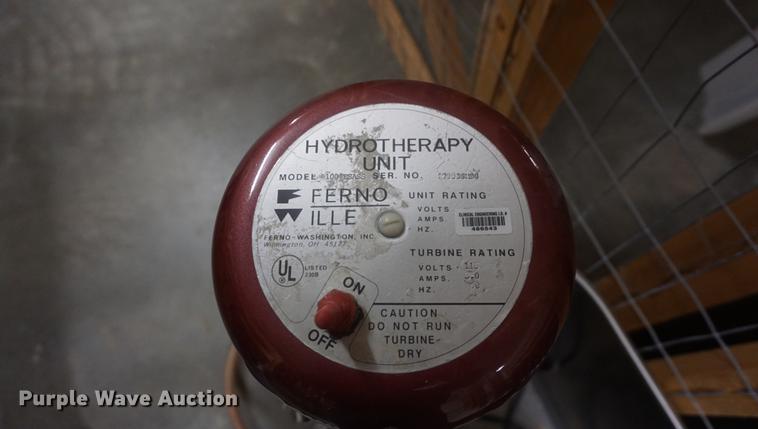 HYDROTHERAPY
UNIT
MODEL SER. NO.
FERNO
ILLE
UNIT RATING
VOLTS
AMPS.
HZ.
CLINICAL ENGINEERING I.D. #
486543
FERNO-WASHINGTON, INC.
Wilmington, OH 45177
TURBINE RATING
VOLTS
AMPS.
HZ.
UL LISTED
ON
OFF
CAUTION
DO NOT RUN
TURBINE-
DRY
Purple Wave Auction